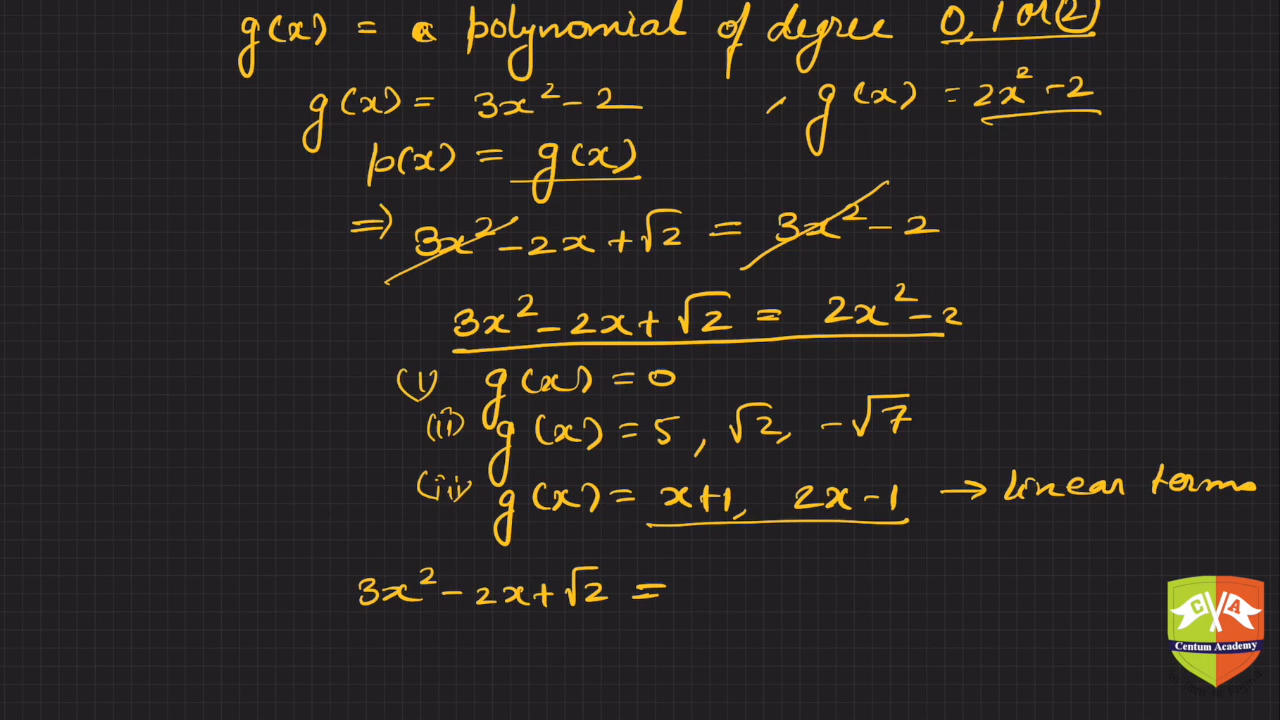 g(x) = a polynomial of degree 0, 1 or (2)
g(x) = 3x² - 2 , g(x) = 2x² - 2
p(x) = g(x)
⇒ 3x² - 2x + √2 = 3x² - 2
3x² - 2x + √2 = 2x² - 2
(i) g(x) = 0
(ii) g(x) = 5, √2, -√7
(iii) g(x) = x+1, 2x-1 → linear terms
3x² - 2x + √2 =
C A
Centum Academy